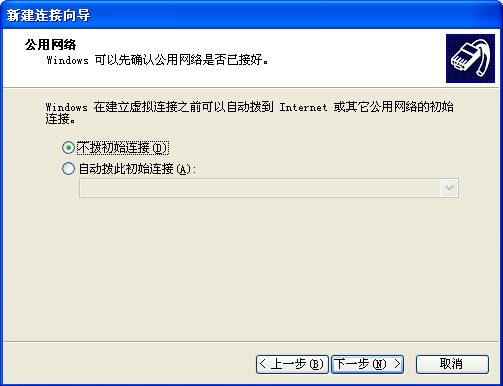 新建连接向导
公用网络
Windows 可以先确认公用网络是否已接好。
Windows 在建立虚拟连接之前可以自动拨到 Internet 或其它公用网络的初始
连接。
不拨初始连接(D)
自动拨此初始连接(A):
< 上一步(B) 下一步(N) > 取消